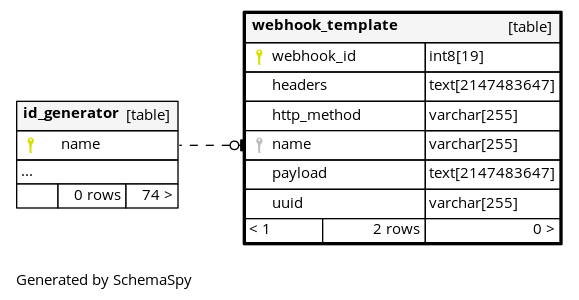 webhook_template [table]
webhook_id int8[19]
headers text[2147483647]
http_method varchar[255]
name varchar[255]
payload text[2147483647]
uuid varchar[255]
< 1 2 rows 0 >
id_generator [table]
name
...
0 rows 74 >
Generated by SchemaSpy